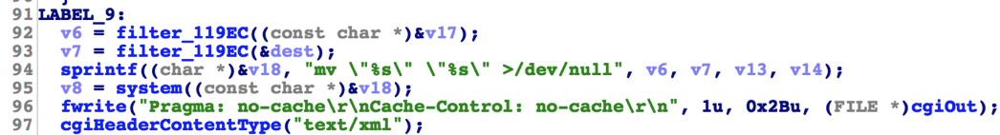 91 LABEL_9:
92 v6 = filter_119EC((const char *)&v17);
93 v7 = filter_119EC(&dest);
94 sprintf((char *)&v18, "mv \"%s\" \"%s\" >/dev/null", v6, v7, v13, v14);
95 v8 = system((const char *)&v18);
96 fwrite("Pragma: no-cache\r\nCache-Control: no-cache\r\n", 1u, 0x2Bu, (FILE *)cgiOut);
97 cgiHeaderContentType("text/xml");